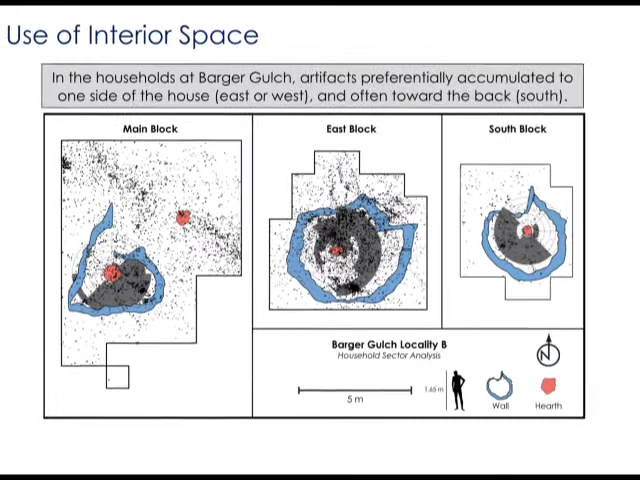 Use of Interior Space
In the households at Barger Gulch, artifacts preferentially accumulated to
one side of the house (east or west), and often toward the back (south).
Main Block
East Block
South Block
Barger Gulch Locality B
Household Sector Analysis
5 m
1.65 m
N
Wall
Hearth